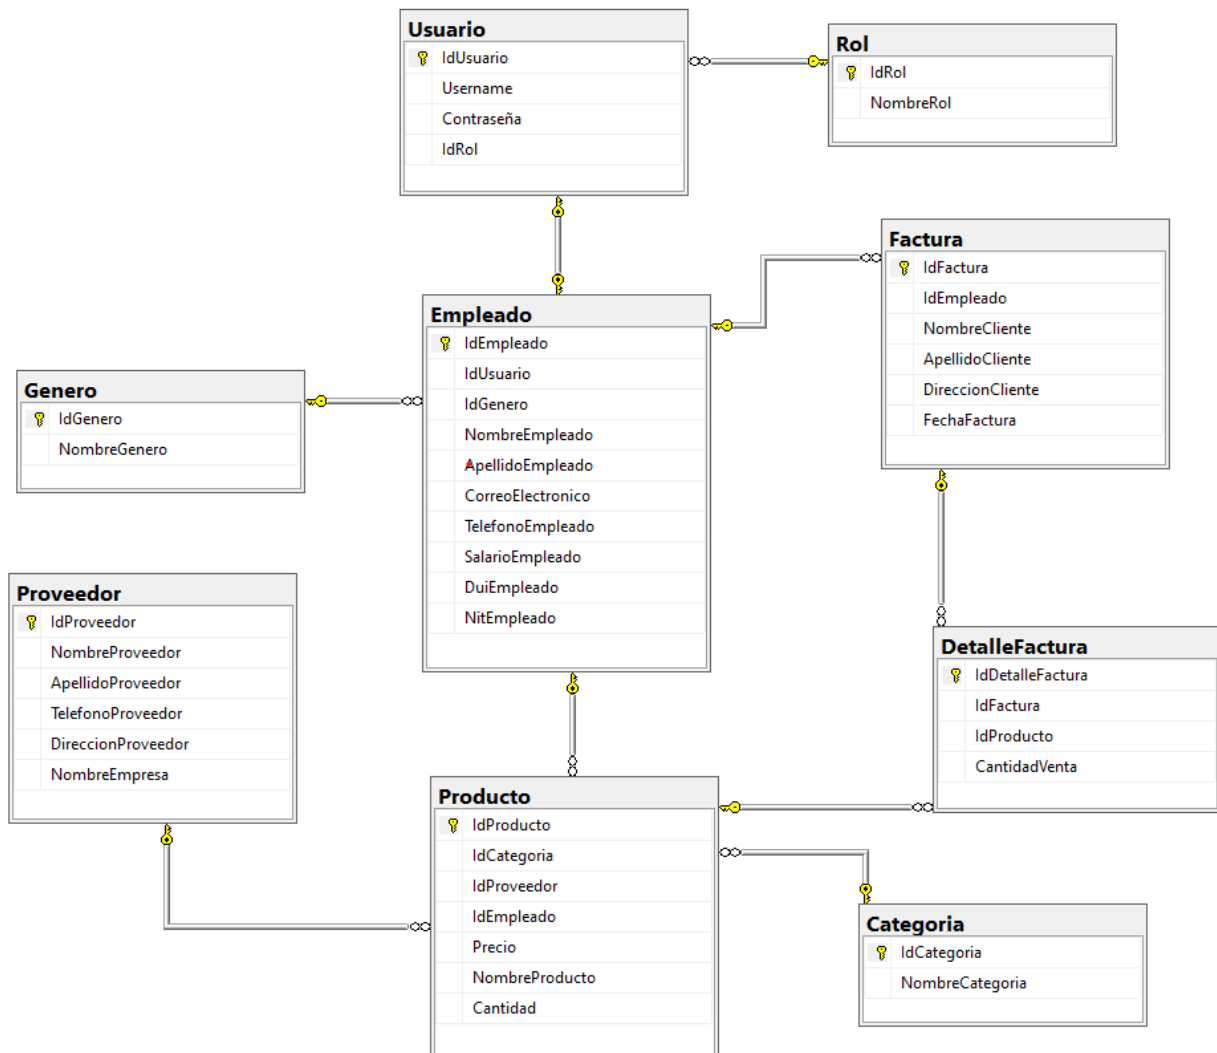 Usuario
IdUsuario
Username
Contraseña
IdRol
Rol
IdRol
NombreRol
Factura
IdFactura
IdEmpleado
NombreCliente
ApellidoCliente
DireccionCliente
FechaFactura
Empleado
IdEmpleado
IdUsuario
IdGenero
NombreEmpleado
ApellidoEmpleado
CorreoElectronico
TelefonoEmpleado
SalarioEmpleado
DuiEmpleado
NitEmpleado
Genero
IdGenero
NombreGenero
Proveedor
IdProveedor
NombreProveedor
ApellidoProveedor
TelefonoProveedor
DireccionProveedor
NombreEmpresa
DetalleFactura
IdDetalleFactura
IdFactura
IdProducto
CantidadVenta
Producto
IdProducto
IdCategoria
IdProveedor
IdEmpleado
Precio
NombreProducto
Cantidad
Categoria
IdCategoria
NombreCategoria